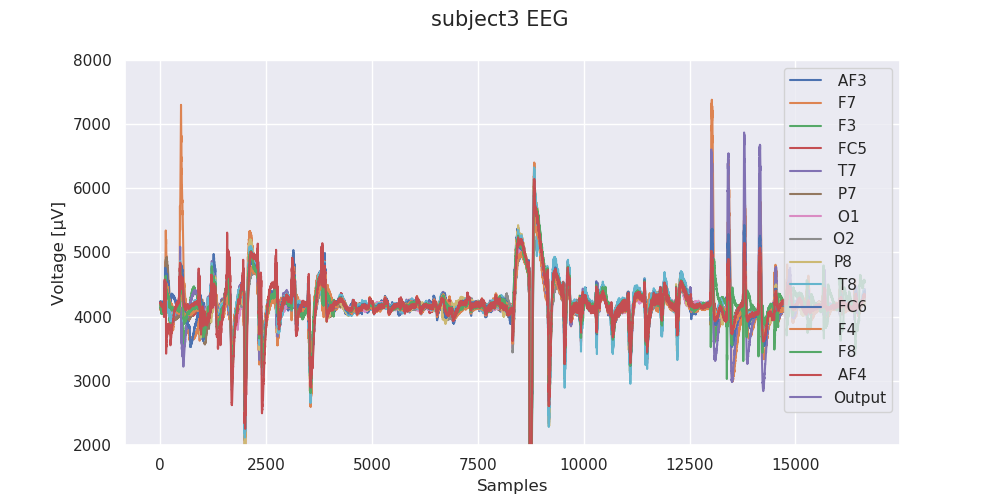 subject3 EEG
8000
7000
6000
5000
4000
3000
2000
Voltage [µV]
0
2500
5000
7500
10000
12500
15000
Samples
AF3
F7
F3
FC5
T7
P7
O1
O2
P8
T8
FC6
F4
F8
AF4
Output